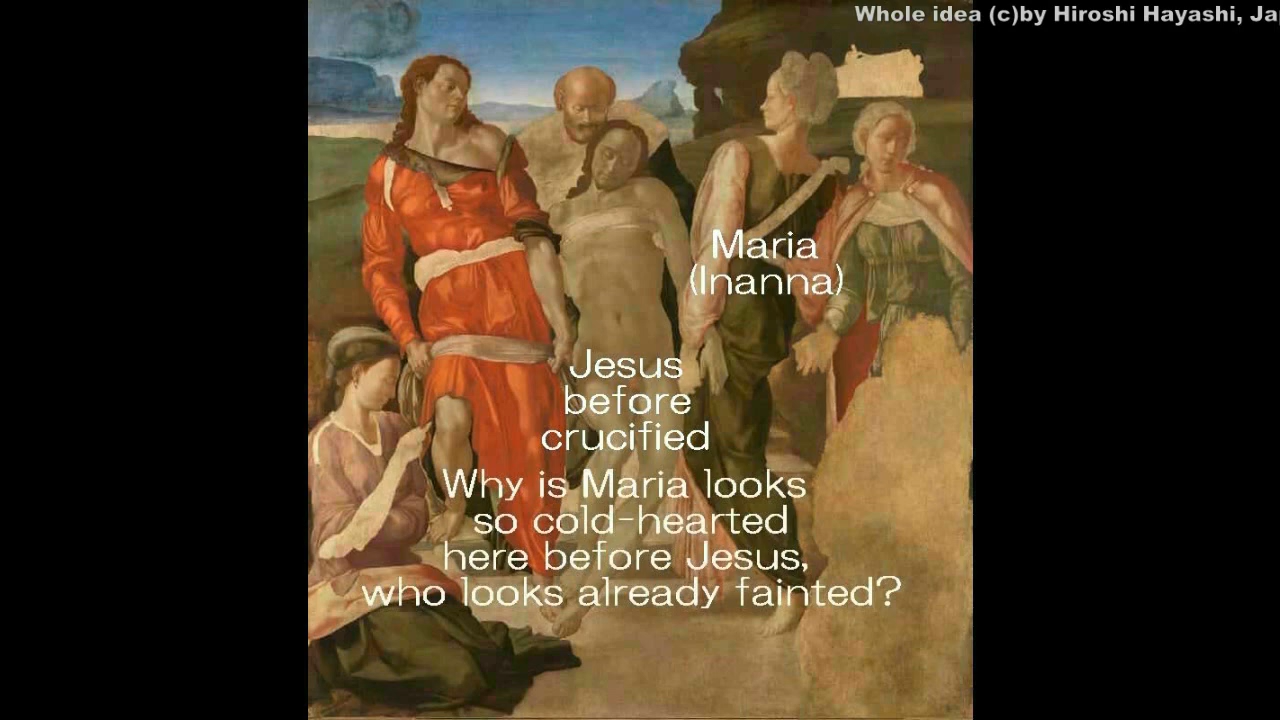 Whole idea (c)by Hiroshi Hayashi, Ja
Maria
(Inanna)
Jesus
before
crucified
Why is Maria looks
so cold-hearted
here before Jesus,
who looks already fainted?